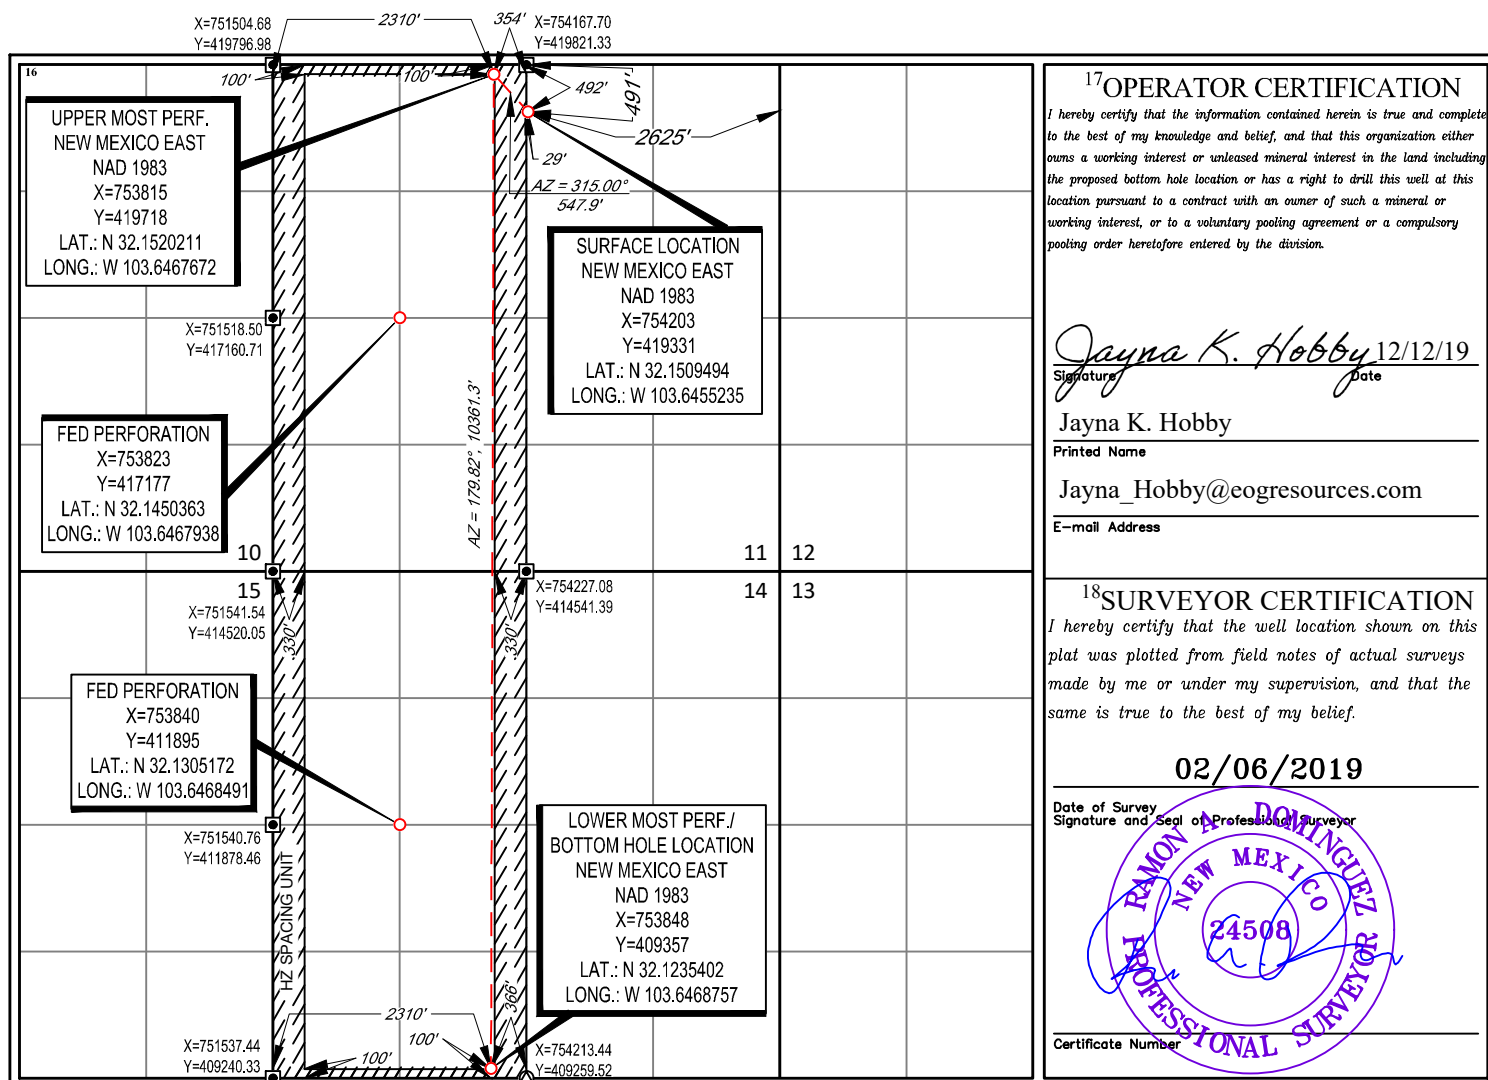 X=751504.68
Y=419796.98
2310'
354'
X=754167.70
Y=419821.33
16
100'
100'
492'
491'
2625'
29'
AZ = 315.00°
547.9'
UPPER MOST PERF.
NEW MEXICO EAST
NAD 1983
X=753815
Y=419718
LAT.: N 32.1520211
LONG.: W 103.6467672
SURFACE LOCATION
NEW MEXICO EAST
NAD 1983
X=754203
Y=419331
LAT.: N 32.1509494
LONG.: W 103.6455235
X=751518.50
Y=417160.71
FED PERFORATION
X=753823
Y=417177
LAT.: N 32.1450363
LONG.: W 103.6467938
AZ = 179.82°, 10361.3'
10
11
12
15
14
13
X=751541.54
Y=414520.05
330'
330'
X=754227.08
Y=414541.39
FED PERFORATION
X=753840
Y=411895
LAT.: N 32.1305172
LONG.: W 103.6468491
X=751540.76
Y=411878.46
HZ SPACING UNIT
LOWER MOST PERF./
BOTTOM HOLE LOCATION
NEW MEXICO EAST
NAD 1983
X=753848
Y=409357
LAT.: N 32.1235402
LONG.: W 103.6468757
2310'
366'
100'
100'
X=751537.44
Y=409240.33
X=754213.44
Y=409259.52
17OPERATOR CERTIFICATION
I hereby certify that the information contained herein is true and complete
to the best of my knowledge and belief, and that this organization either
owns a working interest or unleased mineral interest in the land including
the proposed bottom hole location or has a right to drill this well at this
location pursuant to a contract with an owner of such a mineral or
working interest, or to a voluntary pooling agreement or a compulsory
pooling order heretofore entered by the division.
Jayna K. Hobby 12/12/19
Signature Date
Jayna K. Hobby
Printed Name
Jayna_Hobby@eogresources.com
E-mail Address
18SURVEYOR CERTIFICATION
I hereby certify that the well location shown on this
plat was plotted from field notes of actual surveys
made by me or under my supervision, and that the
same is true to the best of my belief.
02/06/2019
Date of Survey
Signature and Seal of Professional Surveyor
RAMON A. DOMINGUEZ
NEW MEXICO
24508
PROFESSIONAL SURVEYOR
Certificate Number